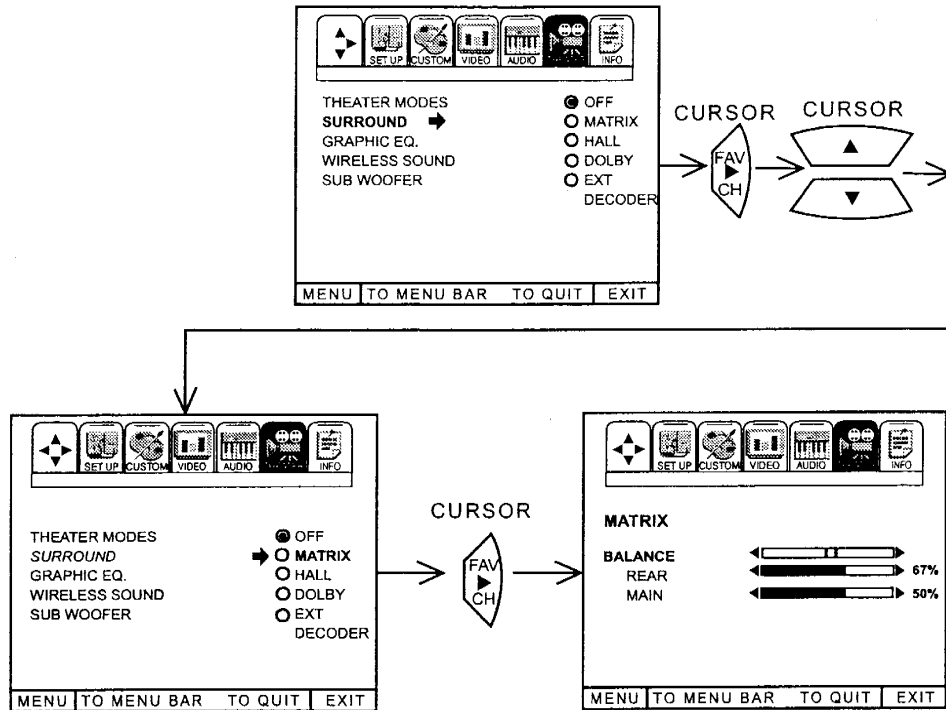 SET UP CUSTOM VIDEO AUDIO INFO
THEATER MODES
SURROUND
GRAPHIC EQ.
WIRELESS SOUND
SUB WOOFER
OFF
MATRIX
HALL
DOLBY
EXT
DECODER
MENU TO MENU BAR TO QUIT EXIT
CURSOR
FAV
CH
CURSOR
SET UP CUSTOM VIDEO AUDIO INFO
THEATER MODES
SURROUND
GRAPHIC EQ.
WIRELESS SOUND
SUB WOOFER
OFF
MATRIX
HALL
DOLBY
EXT
DECODER
MENU TO MENU BAR TO QUIT EXIT
CURSOR
FAV
CH
SET UP CUSTOM VIDEO AUDIO INFO
MATRIX
BALANCE
REAR 67%
MAIN 50%
MENU TO MENU BAR TO QUIT EXIT